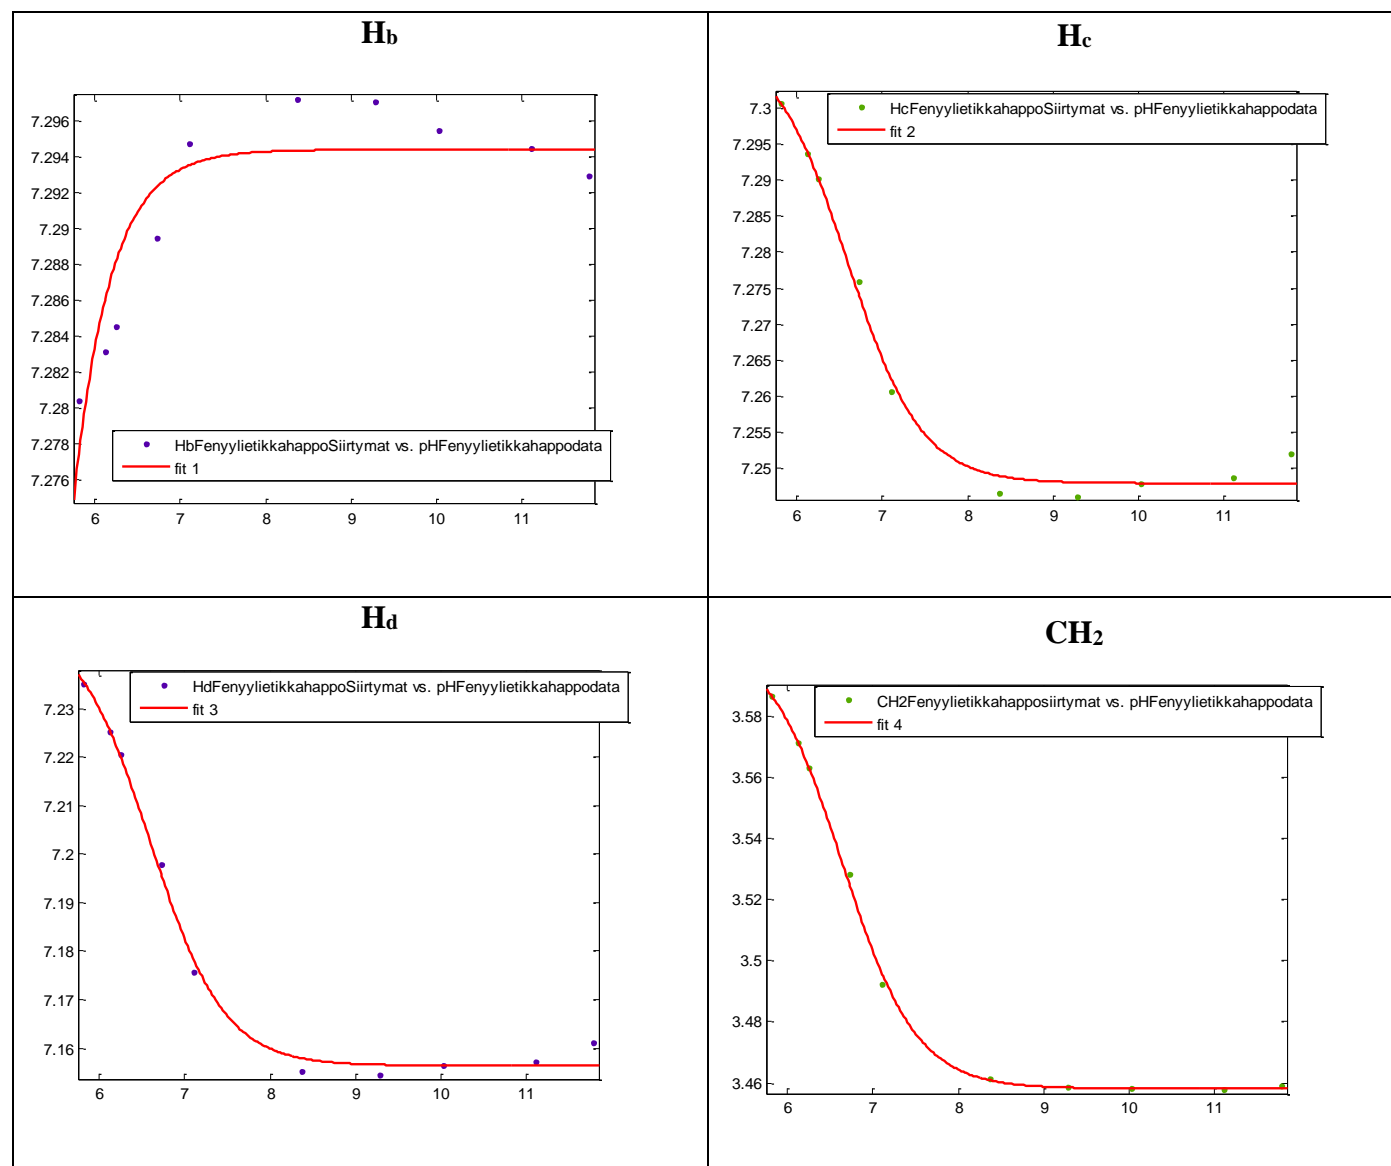 H_b
7.296
7.294
7.292
7.29
7.288
7.286
7.284
7.282
7.28
7.278
7.276
HbFenyylietikkahappoSiirtymat vs. pHFenyylietikkahappodata
fit 1
6 7 8 9 10 11
H_c
7.3
7.295
7.29
7.285
7.28
7.275
7.27
7.265
7.26
7.255
7.25
HcFenyylietikkahappoSiirtymat vs. pHFenyylietikkahappodata
fit 2
6 7 8 9 10 11
H_d
HdFenyylietikkahappoSiirtymat vs. pHFenyylietikkahappodata
fit 3
7.23
7.22
7.21
7.2
7.19
7.18
7.17
7.16
6 7 8 9 10 11
CH₂
CH2Fenyylietikkahapposiirtymat vs. pHFenyylietikkahappodata
fit 4
3.58
3.56
3.54
3.52
3.5
3.48
3.46
6 7 8 9 10 11